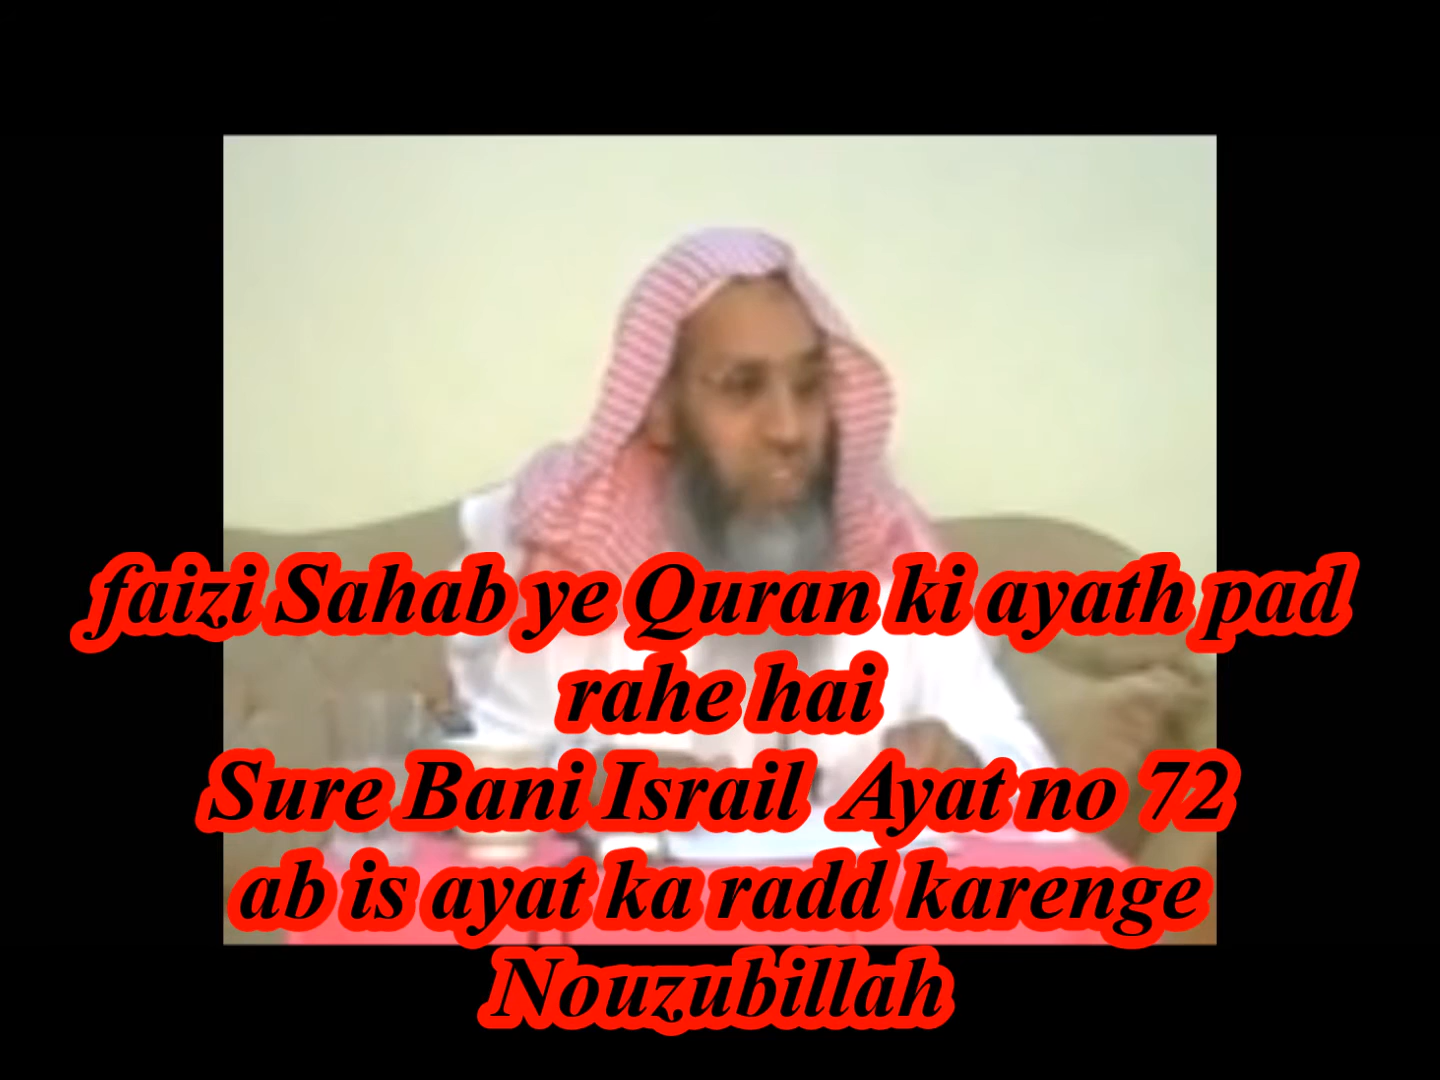 faizi Sahab ye Quran ki ayath pad
rahe hai
Sure Bani Israil Ayat no 72
ab is ayat ka radd karenge
Nouzubillah